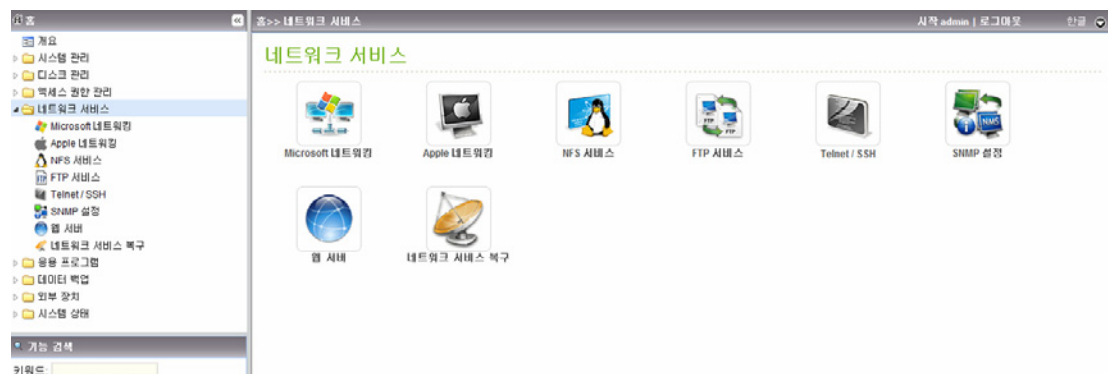 홈
홈>> 네트워크 서비스
시작 admin | 로그아웃
한글
개요
시스템 관리
디스크 관리
액세스 권한 관리
네트워크 서비스
Microsoft 네트워킹
Apple 네트워킹
NFS 서비스
FTP 서비스
Telnet / SSH
SNMP 설정
웹 서버
네트워크 서비스 복구
응용 프로그램
데이터 백업
외부 장치
시스템 상태
기능 검색
키워드:
네트워크 서비스
Microsoft 네트워킹
Apple 네트워킹
NFS 서비스
FTP
FTP
FTP 서비스
Telnet / SSH
NMS
SNMP 설정
웹 서버
네트워크 서비스 복구